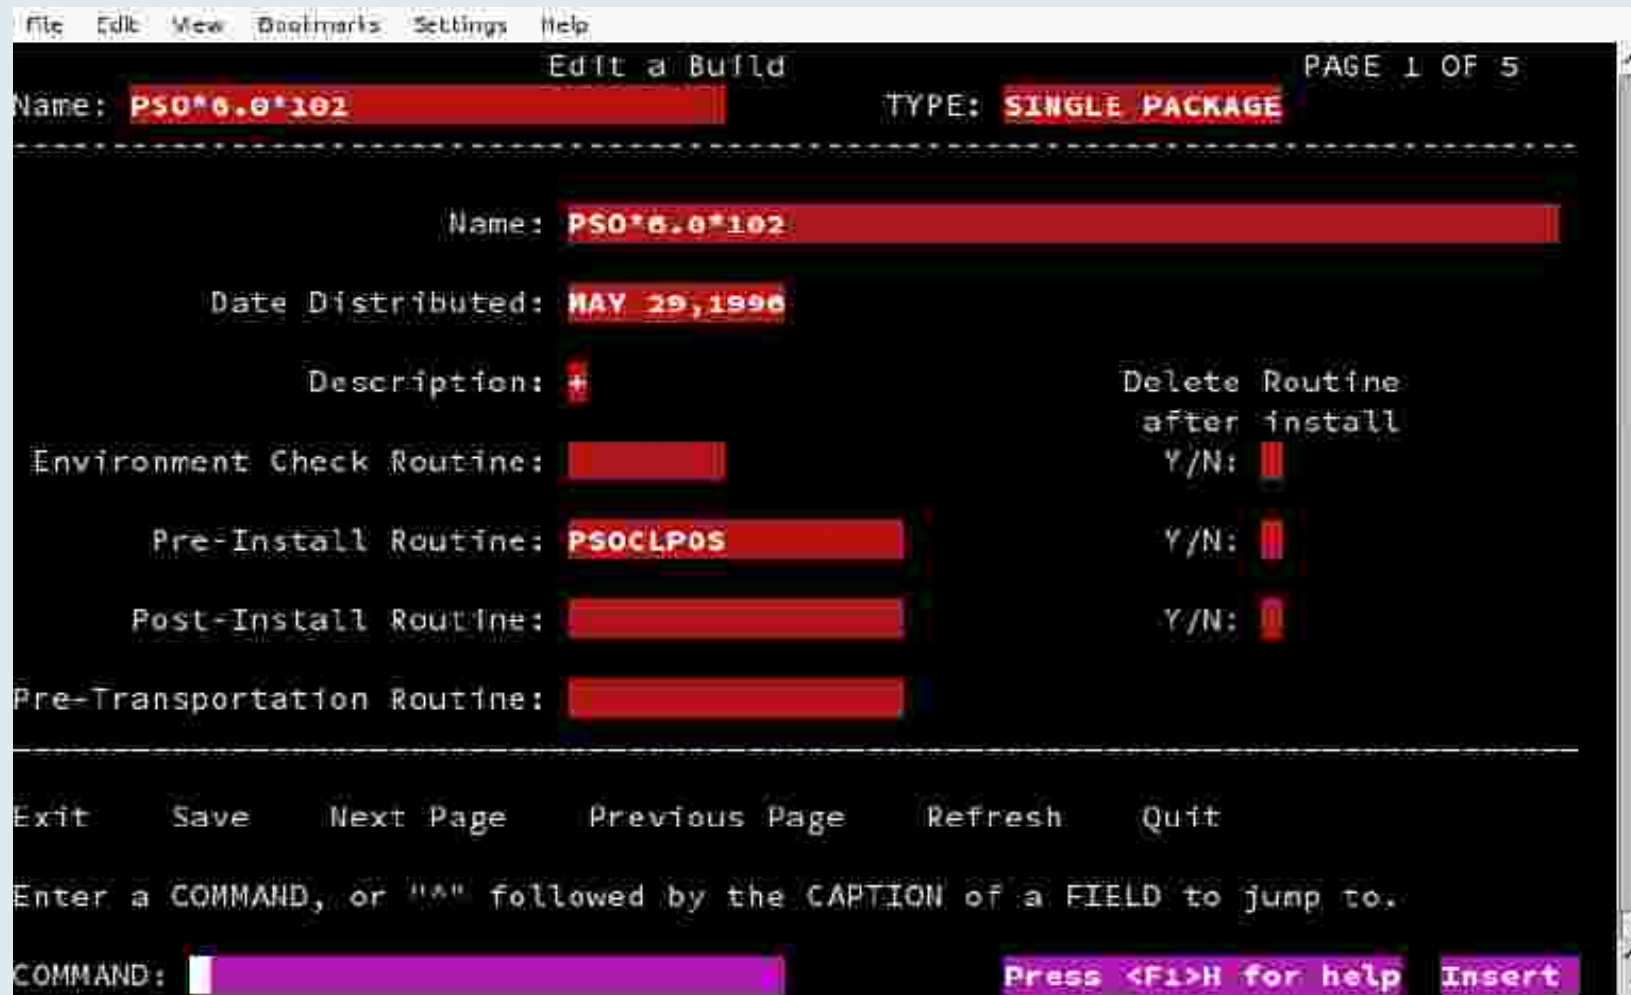 File Edit View Bookmarks Settings Help
Edit a Build PAGE 1 OF 5
Name: PSO*6.0*102 TYPE: SINGLE PACKAGE
Name: PSO*6.0*102
Date Distributed: MAY 29,1996
Description: + Delete Routine
after install
Environment Check Routine: Y/N:
Pre-Install Routine: PSOCLPOS Y/N:
Post-Install Routine: Y/N:
Pre-Transportation Routine:
Exit Save Next Page Previous Page Refresh Quit
Enter a COMMAND, or "^" followed by the CAPTION of a FIELD to jump to.
COMMAND: Press <F1>H for help Insert